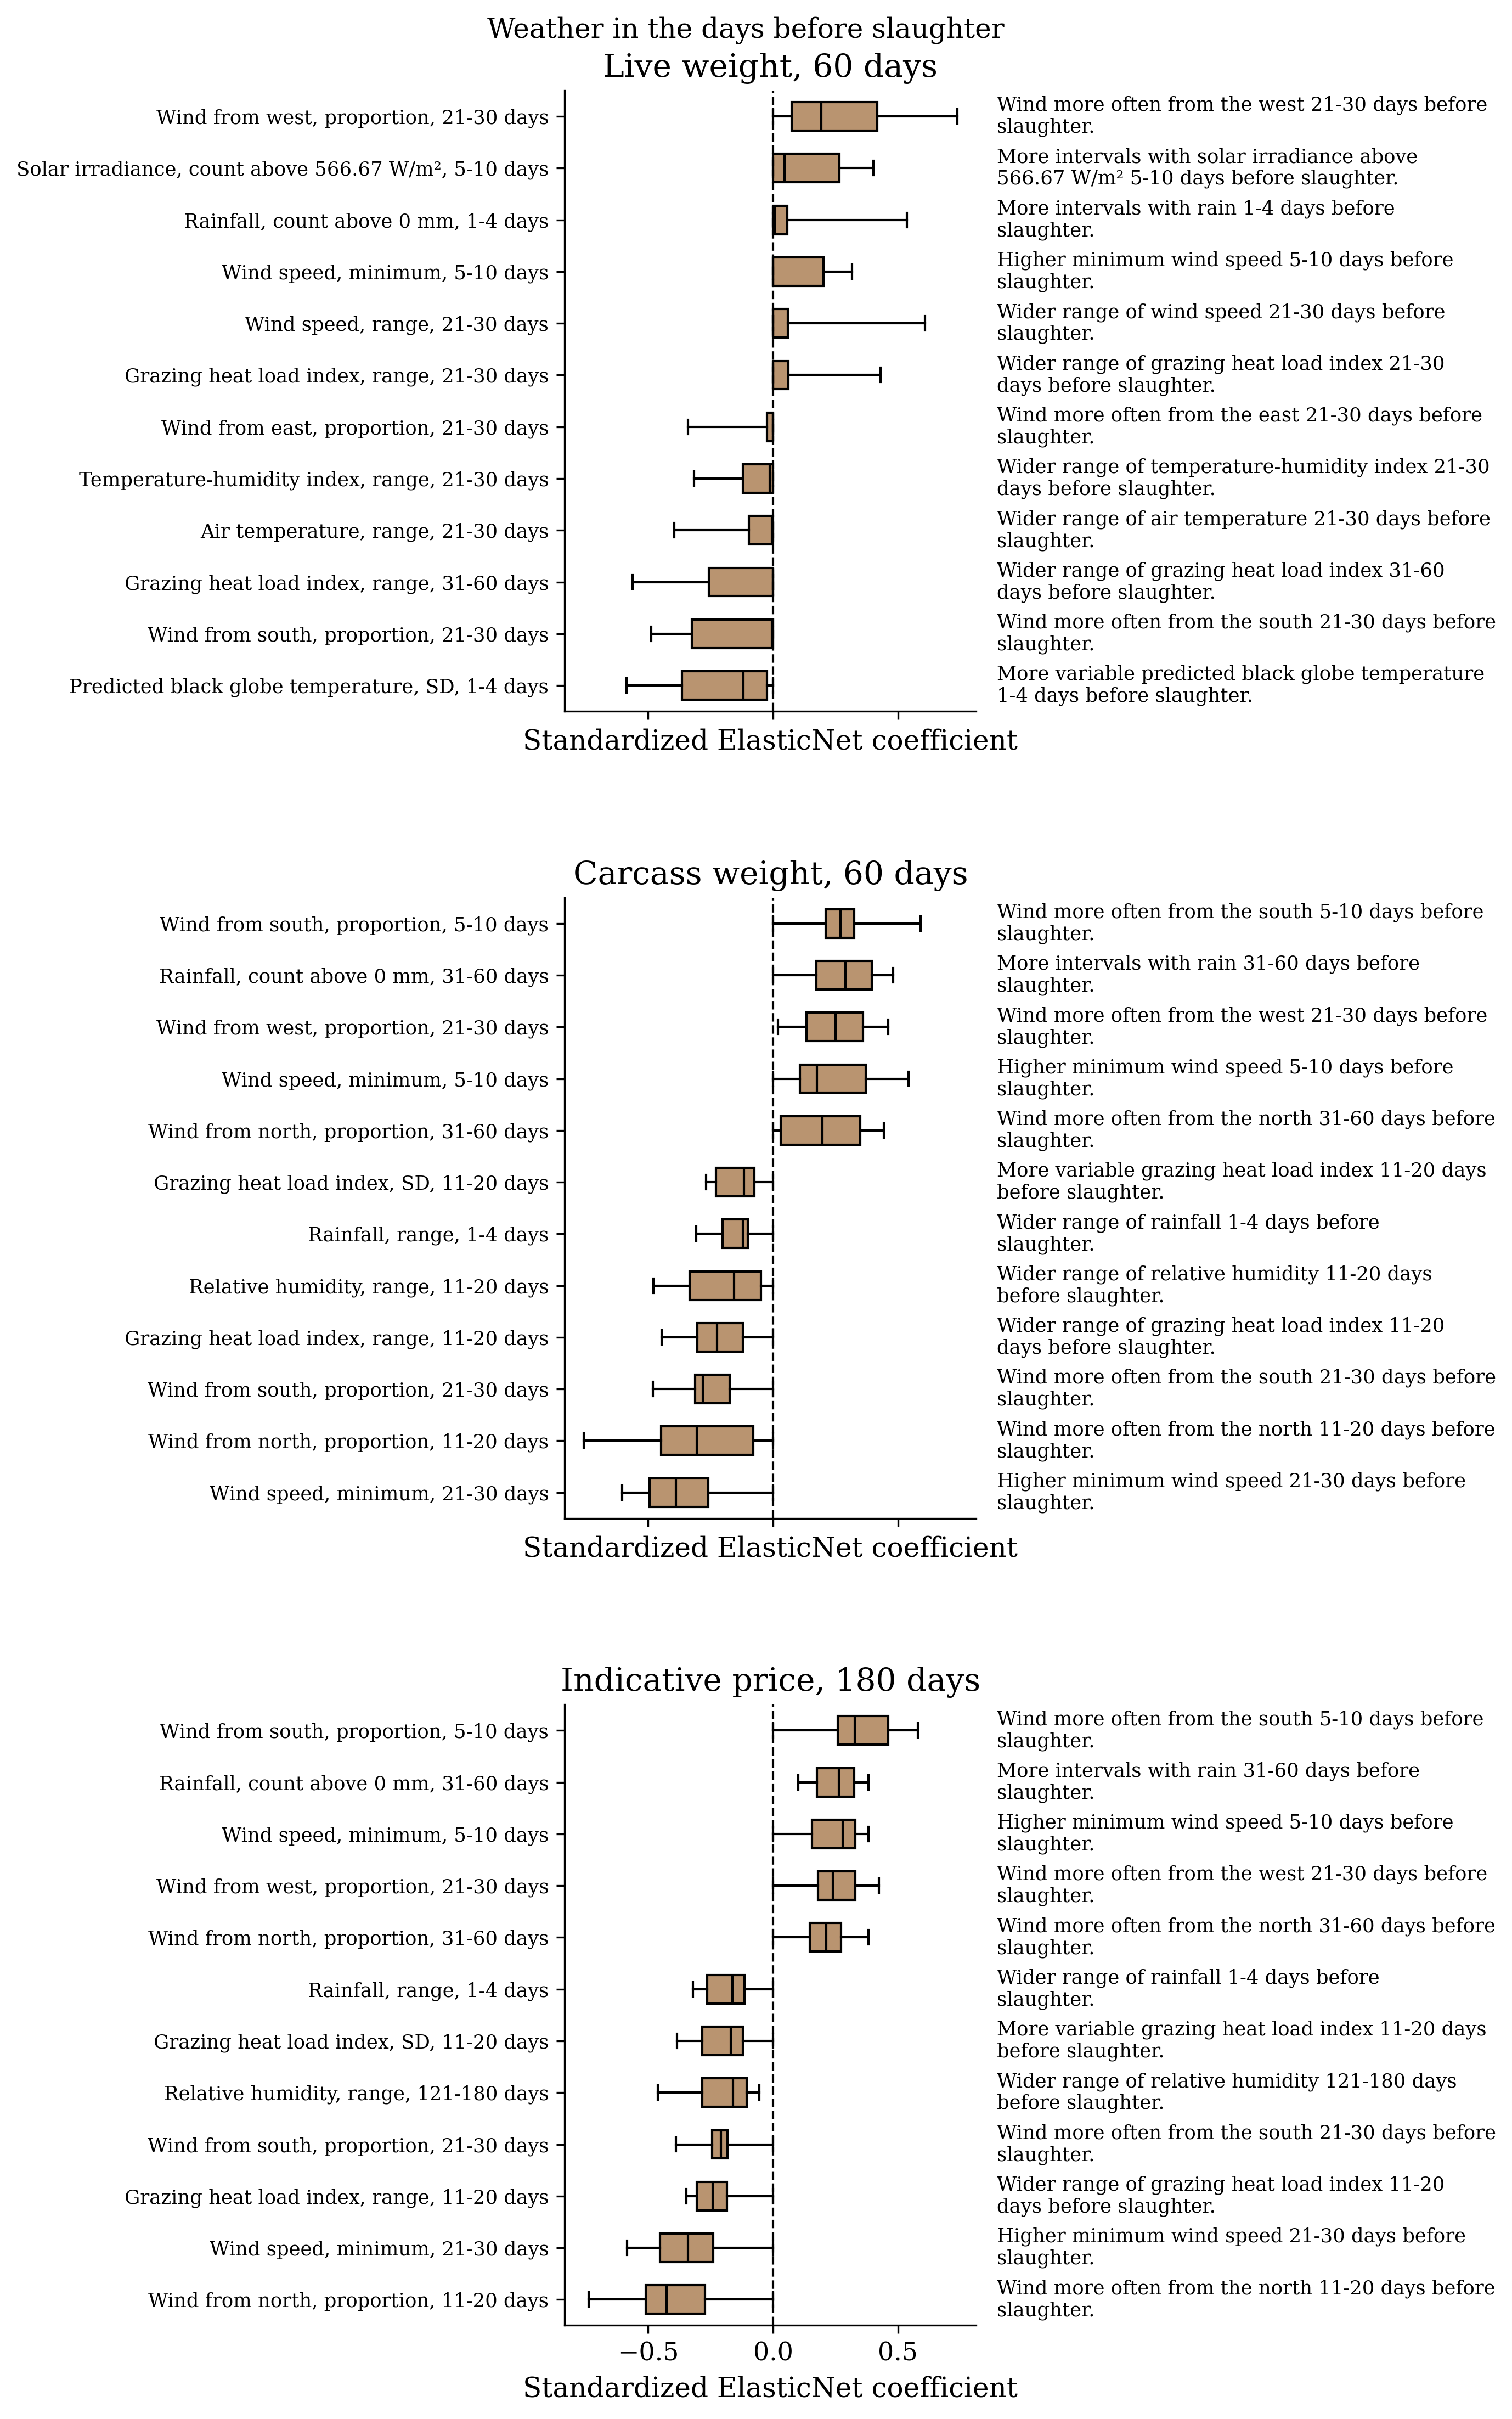 Weather in the days before slaughter
Live weight, 60 days
Wind from west, proportion, 21-30 days
Wind more often from the west 21-30 days before
slaughter.
Solar irradiance, count above 566.67 W/m², 5-10 days
More intervals with solar irradiance above
566.67 W/m² 5-10 days before slaughter.
Rainfall, count above 0 mm, 1-4 days
More intervals with rain 1-4 days before
slaughter.
Wind speed, minimum, 5-10 days
Higher minimum wind speed 5-10 days before
slaughter.
Wind speed, range, 21-30 days
Wider range of wind speed 21-30 days before
slaughter.
Grazing heat load index, range, 21-30 days
Wider range of grazing heat load index 21-30
days before slaughter.
Wind from east, proportion, 21-30 days
Wind more often from the east 21-30 days before
slaughter.
Temperature-humidity index, range, 21-30 days
Wider range of temperature-humidity index 21-30
days before slaughter.
Air temperature, range, 21-30 days
Wider range of air temperature 21-30 days before
slaughter.
Grazing heat load index, range, 31-60 days
Wider range of grazing heat load index 31-60
days before slaughter.
Wind from south, proportion, 21-30 days
Wind more often from the south 21-30 days before
slaughter.
Predicted black globe temperature, SD, 1-4 days
More variable predicted black globe temperature
1-4 days before slaughter.
Standardized ElasticNet coefficient
Carcass weight, 60 days
Wind from south, proportion, 5-10 days
Wind more often from the south 5-10 days before
slaughter.
Rainfall, count above 0 mm, 31-60 days
More intervals with rain 31-60 days before
slaughter.
Wind from west, proportion, 21-30 days
Wind more often from the west 21-30 days before
slaughter.
Wind speed, minimum, 5-10 days
Higher minimum wind speed 5-10 days before
slaughter.
Wind from north, proportion, 31-60 days
Wind more often from the north 31-60 days before
slaughter.
Grazing heat load index, SD, 11-20 days
More variable grazing heat load index 11-20 days
before slaughter.
Rainfall, range, 1-4 days
Wider range of rainfall 1-4 days before
slaughter.
Relative humidity, range, 11-20 days
Wider range of relative humidity 11-20 days
before slaughter.
Grazing heat load index, range, 11-20 days
Wider range of grazing heat load index 11-20
days before slaughter.
Wind from south, proportion, 21-30 days
Wind more often from the south 21-30 days before
slaughter.
Wind from north, proportion, 11-20 days
Wind more often from the north 11-20 days before
slaughter.
Wind speed, minimum, 21-30 days
Higher minimum wind speed 21-30 days before
slaughter.
Standardized ElasticNet coefficient
Indicative price, 180 days
Wind from south, proportion, 5-10 days
Wind more often from the south 5-10 days before
slaughter.
Rainfall, count above 0 mm, 31-60 days
More intervals with rain 31-60 days before
slaughter.
Wind speed, minimum, 5-10 days
Higher minimum wind speed 5-10 days before
slaughter.
Wind from west, proportion, 21-30 days
Wind more often from the west 21-30 days before
slaughter.
Wind from north, proportion, 31-60 days
Wind more often from the north 31-60 days before
slaughter.
Rainfall, range, 1-4 days
Wider range of rainfall 1-4 days before
slaughter.
Grazing heat load index, SD, 11-20 days
More variable grazing heat load index 11-20 days
before slaughter.
Relative humidity, range, 121-180 days
Wider range of relative humidity 121-180 days
before slaughter.
Wind from south, proportion, 21-30 days
Wind more often from the south 21-30 days before
slaughter.
Grazing heat load index, range, 11-20 days
Wider range of grazing heat load index 11-20
days before slaughter.
Wind speed, minimum, 21-30 days
Higher minimum wind speed 21-30 days before
slaughter.
Wind from north, proportion, 11-20 days
Wind more often from the north 11-20 days before
slaughter.
−0.5 0.0 0.5
Standardized ElasticNet coefficient